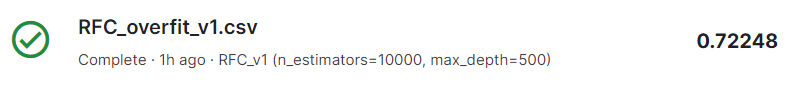 RFC_overfit_v1.csv
0.72248
Complete · 1h ago · RFC_v1 (n_estimators=10000, max_depth=500)